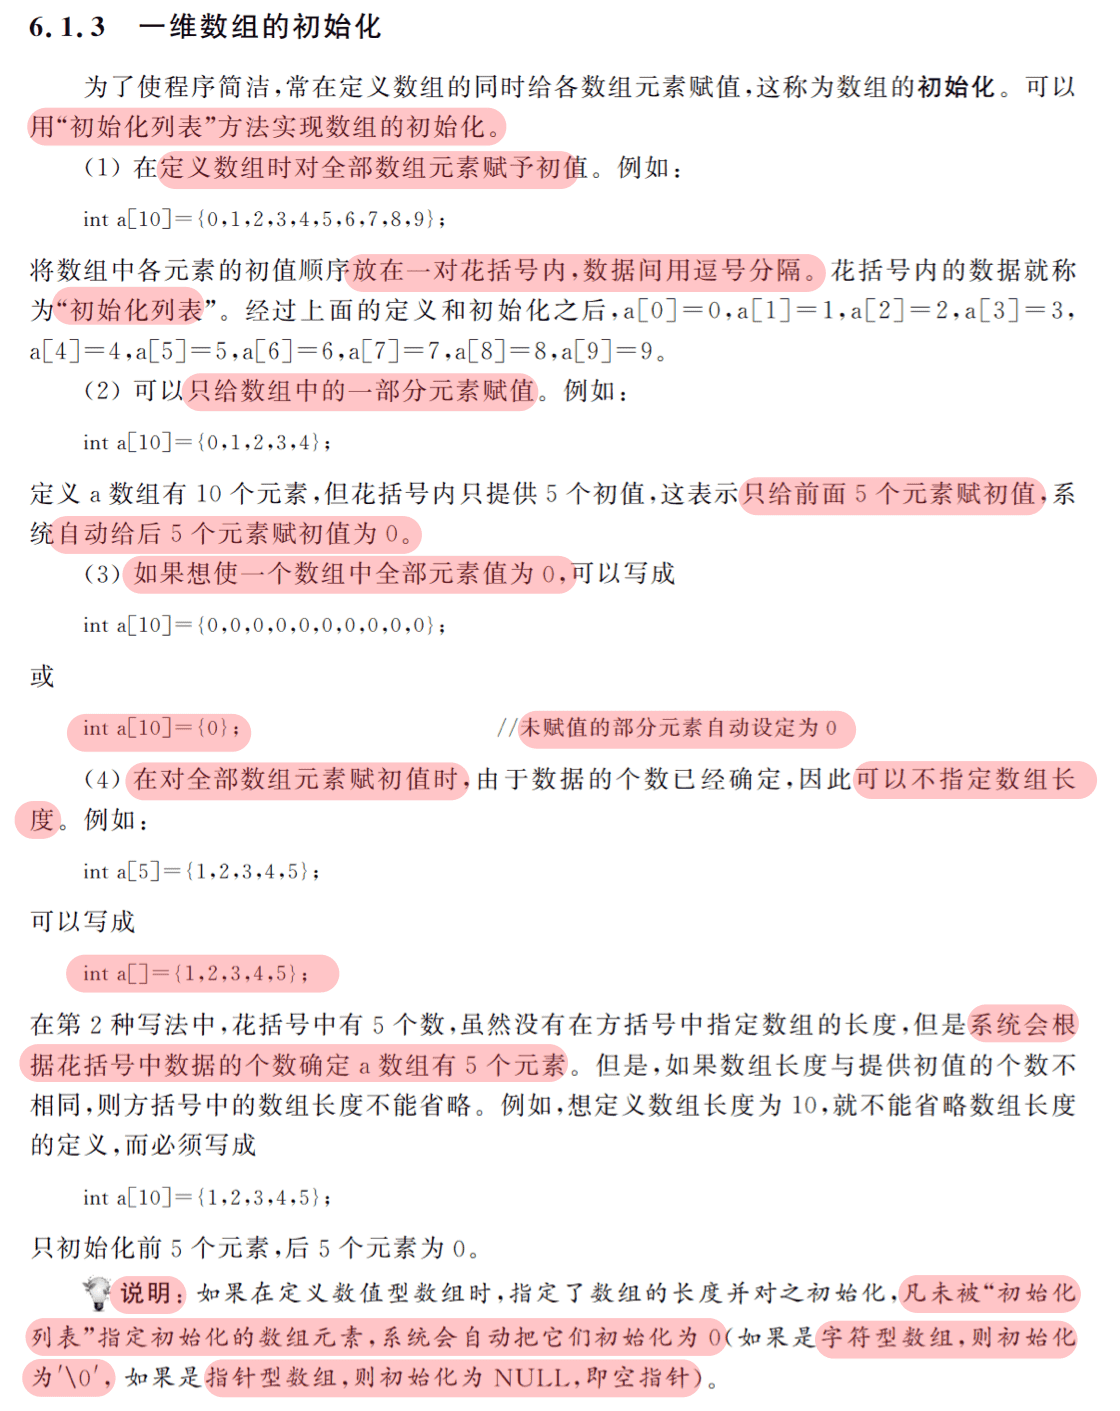 6.1.3 一维数组的初始化
为了使程序简洁,常在定义数组的同时给各数组元素赋值,这称为数组的初始化。可以
用“初始化列表”方法实现数组的初始化。
(1) 在定义数组时对全部数组元素赋予初值。例如:
int a[10]={0,1,2,3,4,5,6,7,8,9};
将数组中各元素的初值顺序放在一对花括号内,数据间用逗号分隔。花括号内的数据就称
为“初始化列表”。经过上面的定义和初始化之后,a[0]=0,a[1]=1,a[2]=2,a[3]=3,
a[4]=4,a[5]=5,a[6]=6,a[7]=7,a[8]=8,a[9]=9。
(2) 可以只给数组中的一部分元素赋值。例如:
int a[10]={0,1,2,3,4};
定义 a 数组有 10 个元素,但花括号内只提供 5 个初值,这表示只给前面 5 个元素赋初值,系
统自动给后 5 个元素赋初值为 0。
(3) 如果想使一个数组中全部元素值为 0,可以写成
int a[10]={0,0,0,0,0,0,0,0,0,0};
或
int a[10]={0}; //未赋值的部分元素自动设定为 0
(4) 在对全部数组元素赋初值时,由于数据的个数已经确定,因此可以不指定数组长
度。例如:
int a[5]={1,2,3,4,5};
可以写成
int a[]={1,2,3,4,5};
在第 2 种写法中,花括号中有 5 个数,虽然没有在方括号中指定数组的长度,但是系统会根
据花括号中数据的个数确定 a 数组有 5 个元素。但是,如果数组长度与提供初值的个数不
相同,则方括号中的数组长度不能省略。例如,想定义数组长度为 10,就不能省略数组长度
的定义,而必须写成
int a[10]={1,2,3,4,5};
只初始化前 5 个元素,后 5 个元素为 0。
说明:如果在定义数值型数组时,指定了数组的长度并对之初始化,凡未被“初始化
列表”指定初始化的数组元素,系统会自动把它们初始化为 0(如果是字符型数组,则初始化
为'\0',如果是指针型数组,则初始化为 NULL,即空指针)。